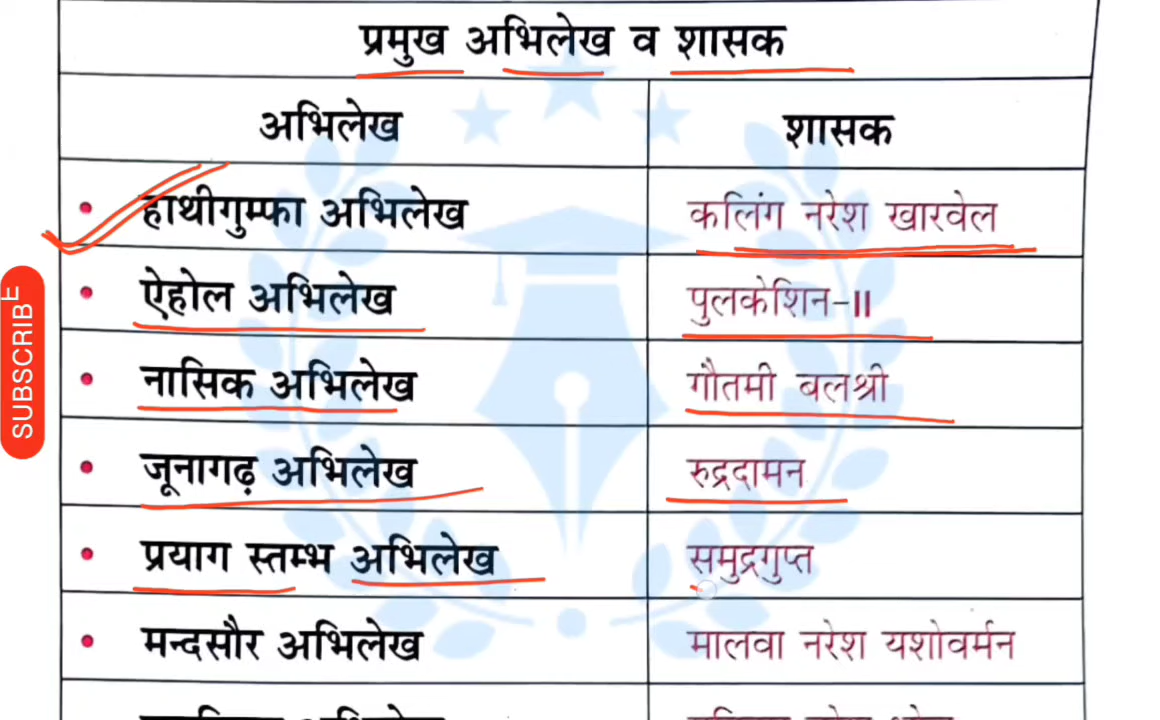 प्रमुख अभिलेख व शासक
अभिलेख शासक
• हाथीगुम्फा अभिलेख कलिंग नरेश खारवेल
• ऐहोल अभिलेख पुलकेशिन-II
• नासिक अभिलेख गौतमी बलश्री
• जूनागढ़ अभिलेख रुद्रदामन
• प्रयाग स्तम्भ अभिलेख समुद्रगुप्त
• मन्दसौर अभिलेख मालवा नरेश यशोवर्मन
SUBSCRIBE